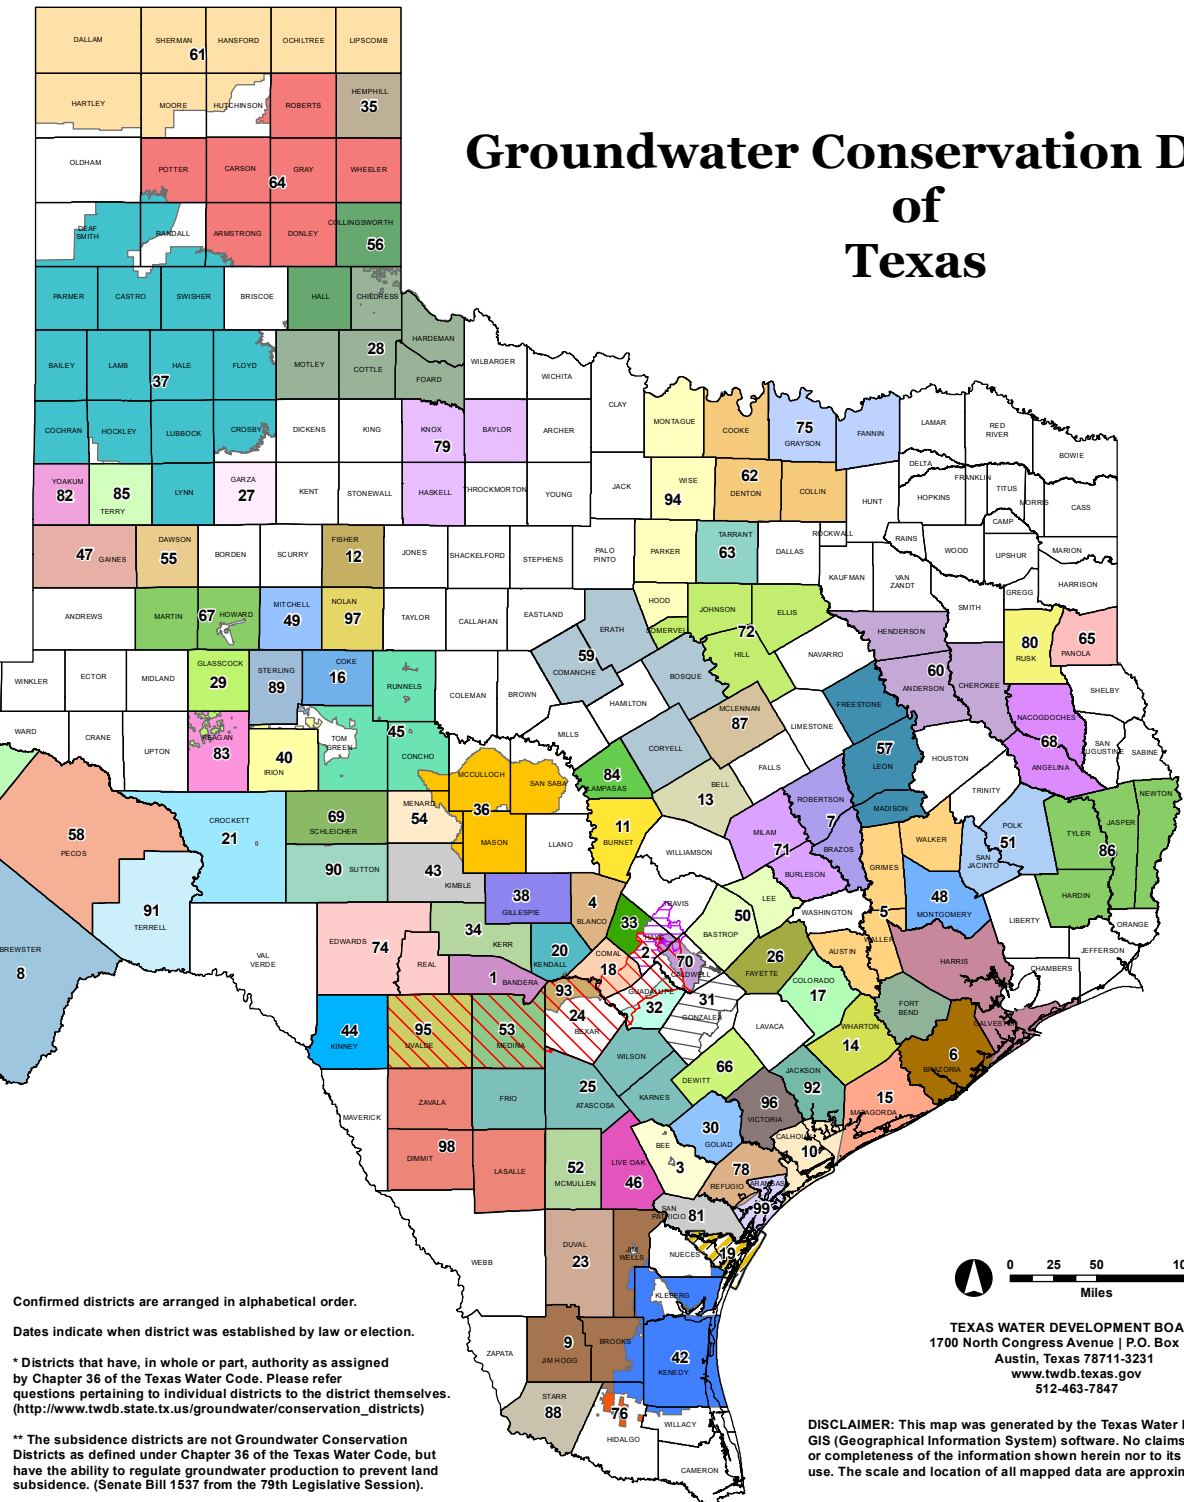 Groundwater Conservation D
of
Texas
DALLAM
SHERMAN
HANSFORD
OCHILTREE
LIPSCOMB
61
HARTLEY
MOORE
HUTCHINSON
ROBERTS
HEMPHILL
35
OLDHAM
POTTER
CARSON
GRAY
WHEELER
64
DEAF
SMITH
RANDALL
ARMSTRONG
DONLEY
COLLINGSWORTH
56
PARMER
CASTRO
SWISHER
BRISCOE
HALL
CHILDRESS
BAILEY
LAMB
HALE
FLOYD
MOTLEY
28
COTTLE
HARDEMAN
FOARD
WILBARGER
WICHITA
37
CLAY
MONTAGUE
COOKE
75
GRAYSON
FANNIN
LAMAR
RED
RIVER
BOWIE
COCHRAN
HOCKLEY
LUBBOCK
CROSBY
DICKENS
KING
KNOX
79
BAYLOR
ARCHER
YOAKUM
82
85
TERRY
LYNN
GARZA
27
KENT
STONEWALL
HASKELL
THROCKMORTON
YOUNG
JACK
WISE
94
62
DENTON
COLLIN
HUNT
DELTA
HOPKINS
FRANKLIN
TITUS
MORRIS
CASS
CAMP
47
GAINES
DAWSON
55
BORDEN
SCURRY
FISHER
12
JONES
SHACKELFORD
STEPHENS
PALO
PINTO
PARKER
TARRANT
63
DALLAS
ROCKWALL
KAUFMAN
RAINS
VAN
ZANDT
WOOD
UPSHUR
MARION
HARRISON
GREGG
SMITH
ANDREWS
MARTIN
67
HOWARD
MITCHELL
49
NOLAN
97
TAYLOR
CALLAHAN
EASTLAND
ERATH
HOOD
SOMERVELL
JOHNSON
ELLIS
72
HILL
NAVARRO
HENDERSON
80
RUSK
65
PANOLA
WINKLER
ECTOR
MIDLAND
GLASSCOCK
29
STERLING
89
COKE
16
RUNNELS
COLEMAN
BROWN
59
COMANCHE
BOSQUE
HAMILTON
MCLENNAN
87
LIMESTONE
FREESTONE
60
ANDERSON
CHEROKEE
NACOGDOCHES
68
ANGELINA
SHELBY
SAN
AUGUSTINE
SABINE
WARD
CRANE
UPTON
REAGAN
83
40
IRION
TOM
GREEN
45
CONCHO
MCCULLOCH
SAN SABA
MILLS
CORYELL
84
LAMPASAS
13
BELL
FALLS
57
LEON
HOUSTON
TRINITY
58
PECOS
CROCKETT
21
69
SCHLEICHER
MENARD
54
36
MASON
LLANO
11
BURNET
WILLIAMSON
MILAM
71
ROBERTSON
7
BRAZOS
BURLESON
MADISON
WALKER
GRIMES
POLK
51
SAN
JACINTO
TYLER
86
JASPER
NEWTON
HARDIN
90
SUTTON
43
KIMBLE
38
GILLESPIE
4
BLANCO
TRAVIS
33
HAYS
50
BASTROP
LEE
WASHINGTON
5
48
MONTGOMERY
LIBERTY
ORANGE
JEFFERSON
CHAMBERS
BREWSTER
8
91
TERRELL
VAL
VERDE
EDWARDS
74
REAL
34
KERR
1
BANDERA
20
KENDALL
COMAL
18
2
70
CALDWELL
26
FAYETTE
AUSTIN
WALLER
HARRIS
GALVESTON
44
KINNEY
95
UVALDE
53
MEDINA
93
24
BEXAR
GUADALUPE
32
31
GONZALES
LAVACA
COLORADO
17
FORT
BEND
WHARTON
14
6
BRAZORIA
MAVERICK
ZAVALA
FRIO
25
ATASCOSA
WILSON
KARNES
DEWITT
66
96
VICTORIA
JACKSON
92
15
MATAGORDA
DIMMIT
98
LASALLE
52
MCMULLEN
LIVE OAK
46
BEE
3
30
GOLIAD
CALHOUN
10
78
REFUGIO
ARANSAS
99
SAN
PATRICIO
81
WEBB
DUVAL
23
JIM
WELLS
NUECES
19
KLEBERG
ZAPATA
9
JIM HOGG
BROOKS
42
KENEDY
STARR
88
76
HIDALGO
WILLACY
CAMERON
0 25 50 10
Miles
TEXAS WATER DEVELOPMENT BOA
1700 North Congress Avenue | P.O. Box
Austin, Texas 78711-3231
www.twdb.texas.gov
512-463-7847
DISCLAIMER: This map was generated by the Texas Water
GIS (Geographical Information System) software. No claims
or completeness of the information shown herein nor to its
use. The scale and location of all mapped data are approxim
Confirmed districts are arranged in alphabetical order.
Dates indicate when district was established by law or election.
* Districts that have, in whole or part, authority as assigned
by Chapter 36 of the Texas Water Code. Please refer
questions pertaining to individual districts to the district themselves.
(http://www.twdb.state.tx.us/groundwater/conservation_districts)
** The subsidence districts are not Groundwater Conservation
Districts as defined under Chapter 36 of the Texas Water Code, but
have the ability to regulate groundwater production to prevent land
subsidence. (Senate Bill 1537 from the 79th Legislative Session).